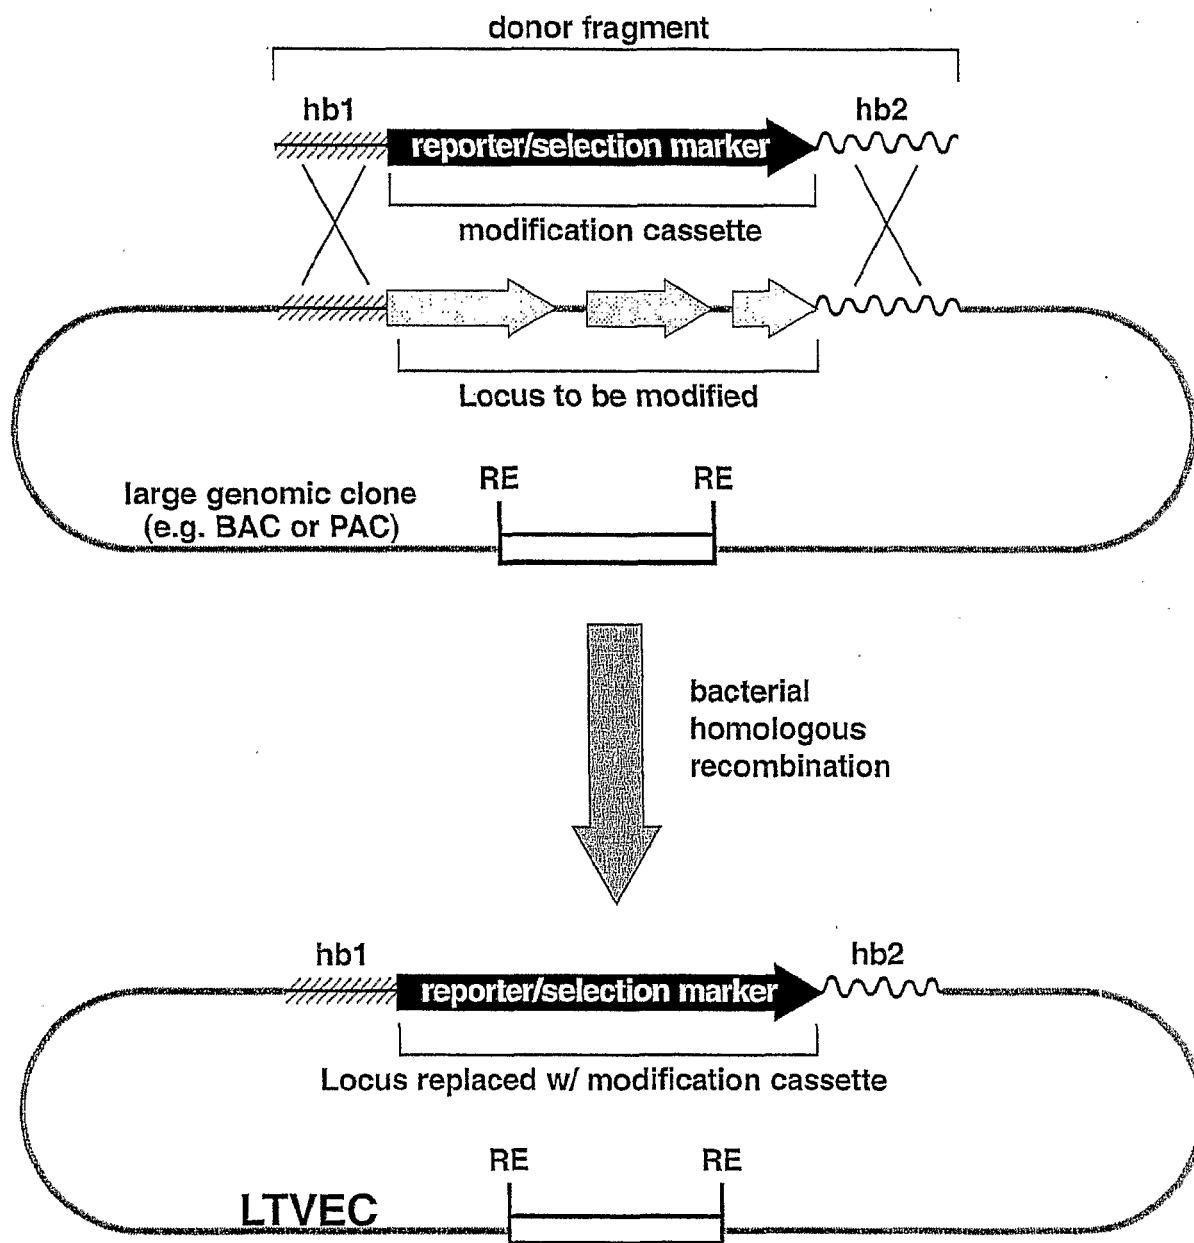 donor fragment
hb1
hb2
reporter/selection marker
modification cassette
Locus to be modified
RE
RE
large genomic clone
(e.g. BAC or PAC)
bacterial
homologous
recombination
hb1
hb2
reporter/selection marker
Locus replaced w/ modification cassette
RE
RE
LTVEC